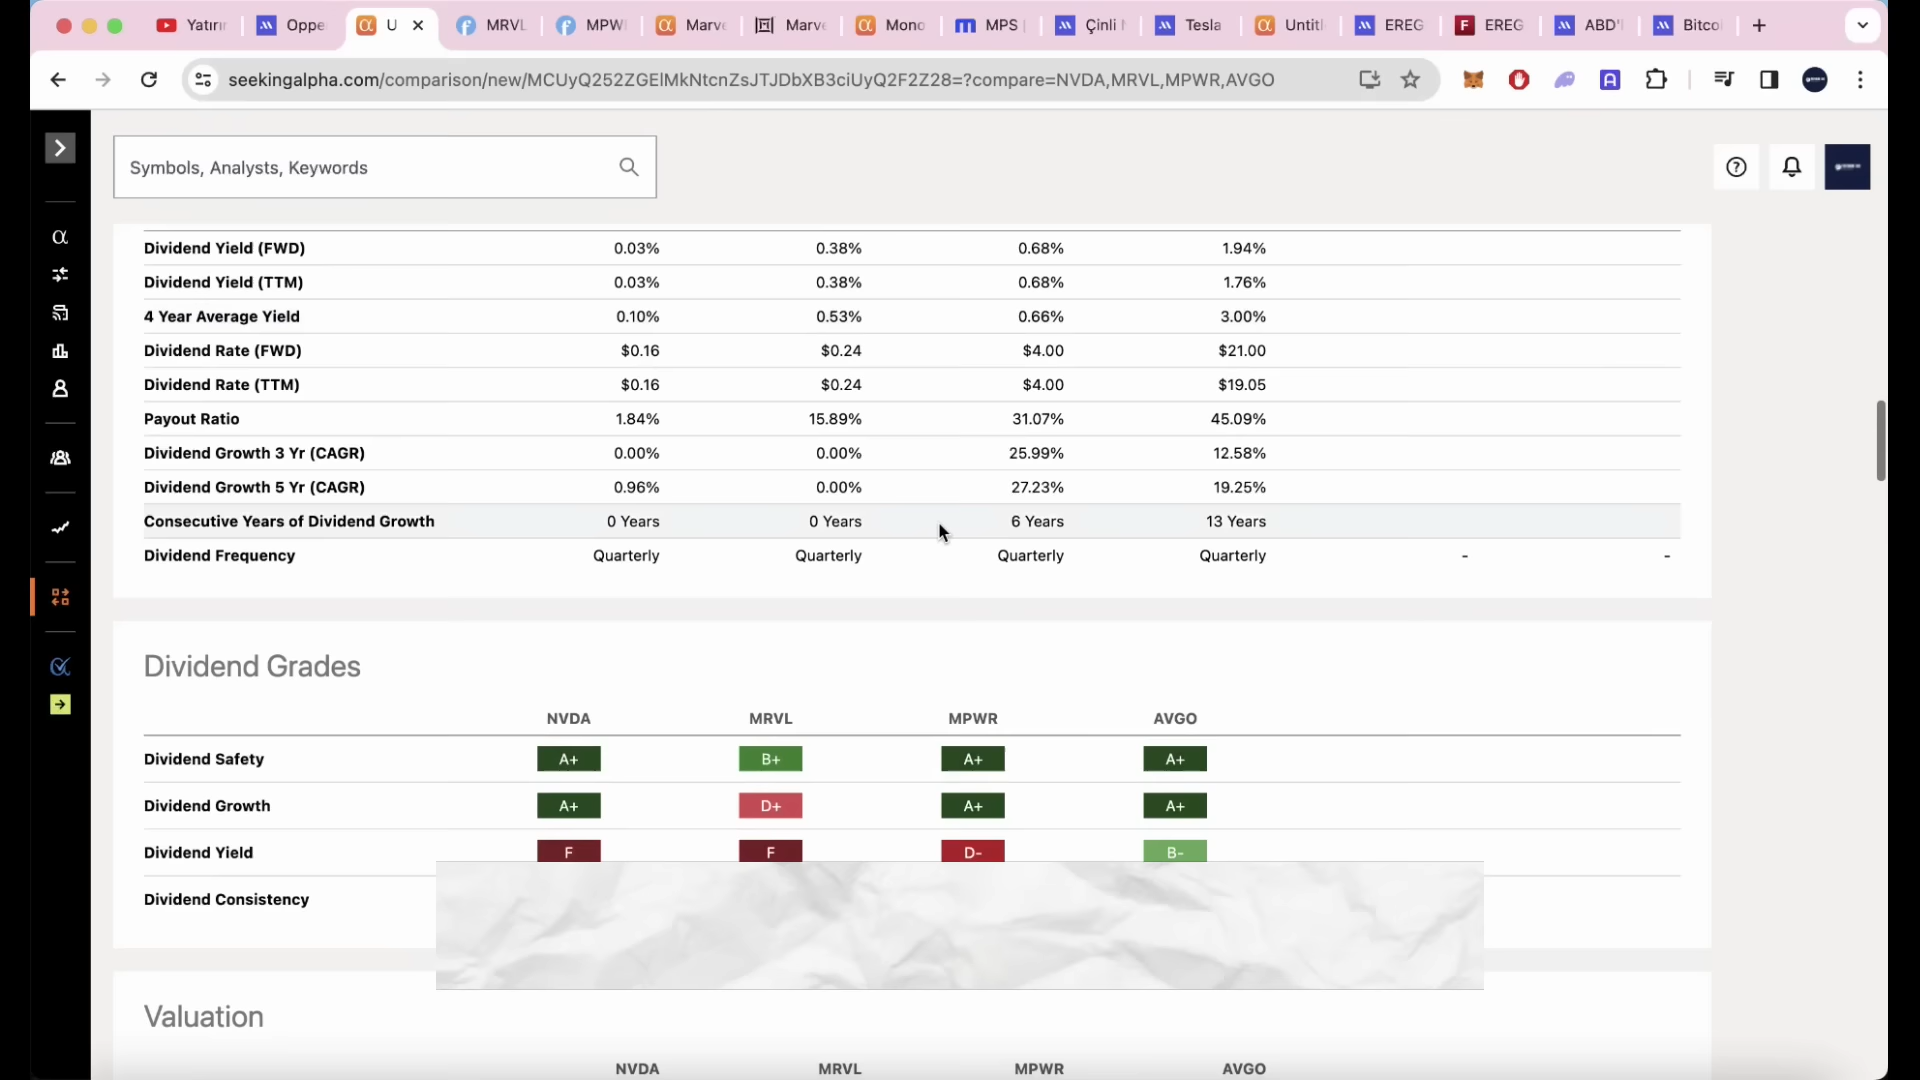 Yatırır
Oppe
U
MRVL
MPW
Marve
Marve
Mono
MPS |
Çinli
Tesla
Untitl
EREG
EREG
ABD'
Bitco
seekingalpha.com/comparison/new/MCUyQ252ZGElMkNtcnZsJTJDbXB3ciUyQ2F2Z28=?compare=NVDA,MRVL,MPWR,AVGO
Symbols, Analysts, Keywords
Dividend Yield (FWD) 0.03% 0.38% 0.68% 1.94%
Dividend Yield (TTM) 0.03% 0.38% 0.68% 1.76%
4 Year Average Yield 0.10% 0.53% 0.66% 3.00%
Dividend Rate (FWD) $0.16 $0.24 $4.00 $21.00
Dividend Rate (TTM) $0.16 $0.24 $4.00 $19.05
Payout Ratio 1.84% 15.89% 31.07% 45.09%
Dividend Growth 3 Yr (CAGR) 0.00% 0.00% 25.99% 12.58%
Dividend Growth 5 Yr (CAGR) 0.96% 0.00% 27.23% 19.25%
Consecutive Years of Dividend Growth 0 Years 0 Years 6 Years 13 Years
Dividend Frequency Quarterly Quarterly Quarterly Quarterly - -
Dividend Grades
NVDA MRVL MPWR AVGO
Dividend Safety A+ B+ A+ A+
Dividend Growth A+ D+ A+ A+
Dividend Yield F F D- B-
Dividend Consistency
Valuation
NVDA MRVL MPWR AVGO